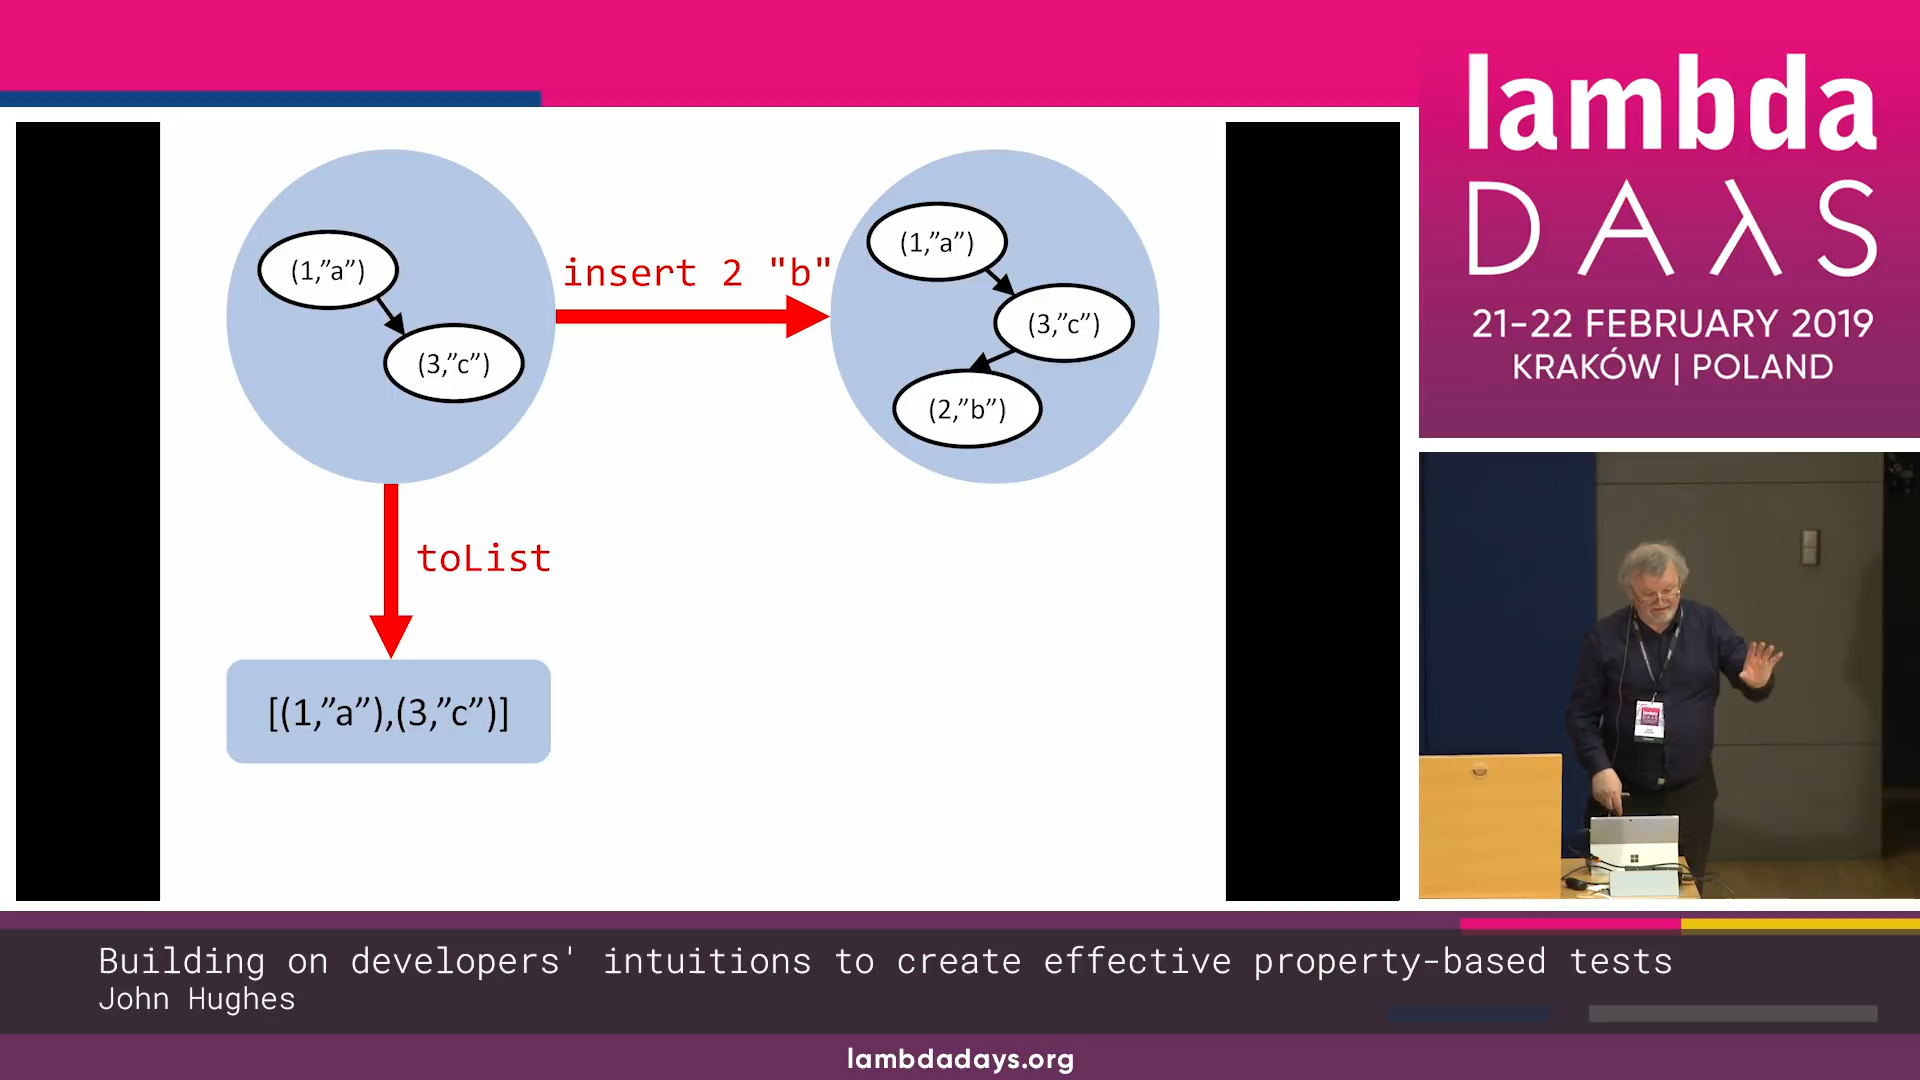 (1,”a”)
(3,”c”)
insert 2 "b"
(1,”a”)
(3,”c”)
(2,”b”)
toList
[(1,”a”),(3,”c”)]
lambda
DAλS
21-22 FEBRUARY 2019
KRAKÓW | POLAND
lambda
Building on developers' intuitions to create effective property-based tests
John Hughes
lambdadays.org